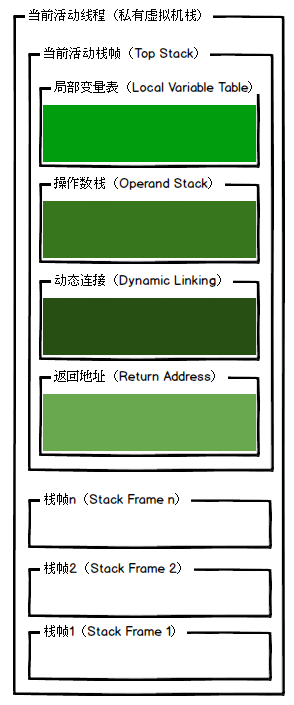 当前活动线程（私有虚拟机栈）
当前活动栈帧（Top Stack）
局部变量表（Local Variable Table）
操作数栈（Operand Stack）
动态连接（Dynamic Linking）
返回地址（Return Address）
栈帧n（Stack Frame n）
栈帧2（Stack Frame 2）
栈帧1（Stack Frame 1）